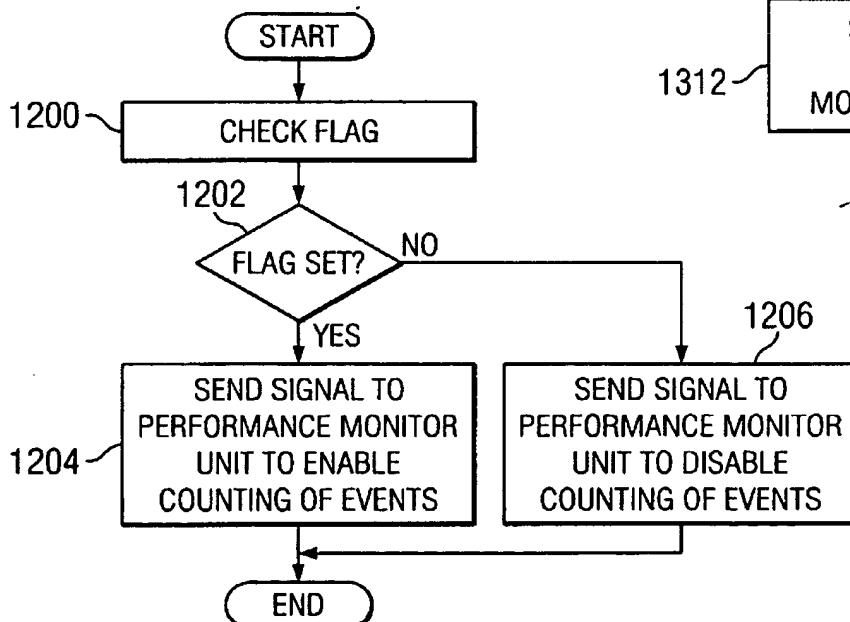 START
1200
CHECK FLAG
1202
FLAG SET?
NO
YES
1204
SEND SIGNAL TO
PERFORMANCE MONITOR
UNIT TO ENABLE
COUNTING OF EVENTS
1206
SEND SIGNAL TO
PERFORMANCE MONITOR
UNIT TO DISABLE
COUNTING OF EVENTS
END
1312